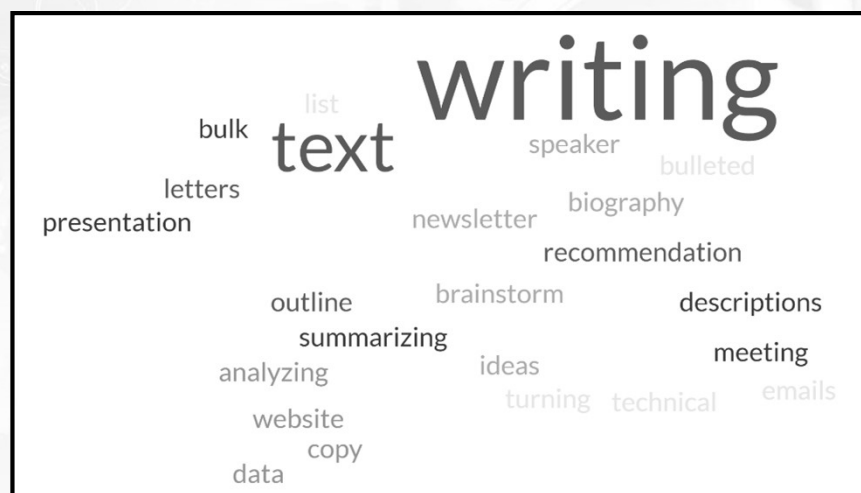 writing
list
bulk
text
speaker
bulleted
letters
biography
presentation
newsletter
recommendation
brainstorm
outline
descriptions
summarizing
meeting
ideas
analyzing
emails
turning
technical
website
copy
data